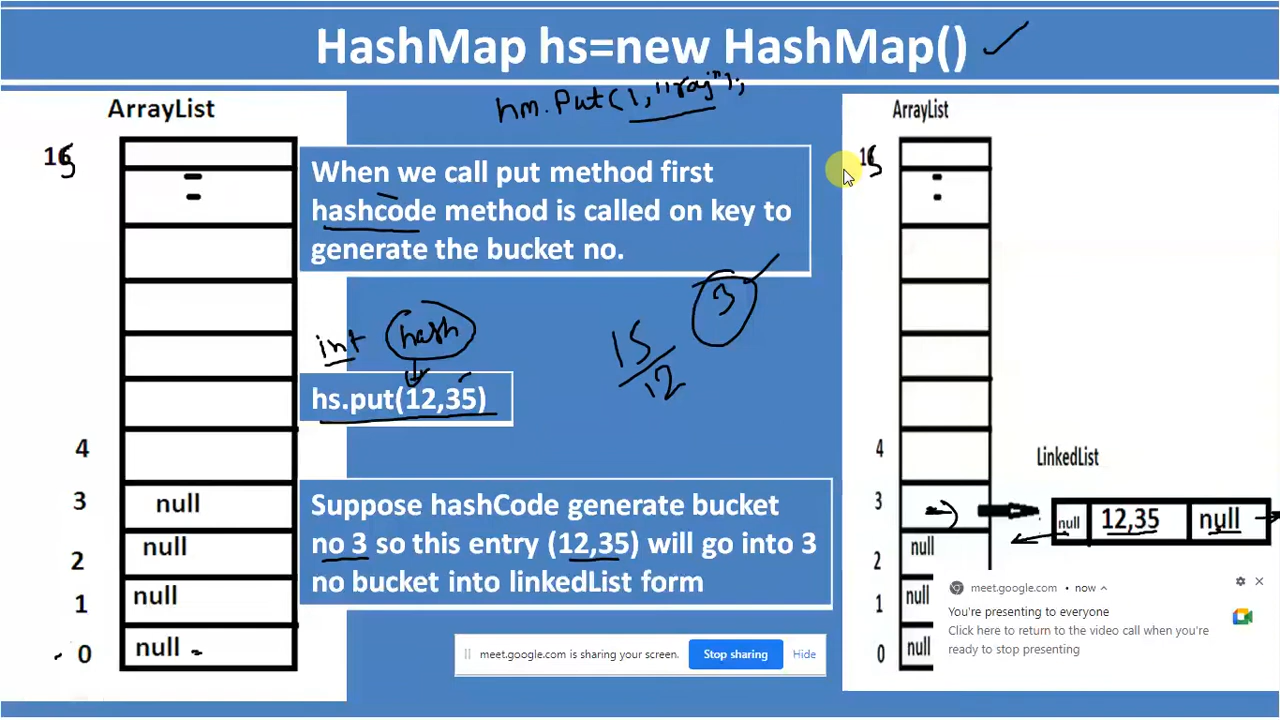 HashMap hs=new HashMap()
hm.Put(1,"raj");
ArrayList
16
5
4
3 null
2 null
1 null
0 null
When we call put method first
hashcode method is called on key to
generate the bucket no.
int hash
hs.put(12,35)
15
12
3
Suppose hashCode generate bucket
no 3 so this entry (12,35) will go into 3
no bucket into linkedList form
meet.google.com is sharing your screen. Stop sharing Hide
ArrayList
5
4
3
2 null
1 null
0 null
LinkedList
null 12,35 null
meet.google.com • now
You're presenting to everyone
Click here to return to the video call when you're
ready to stop presenting